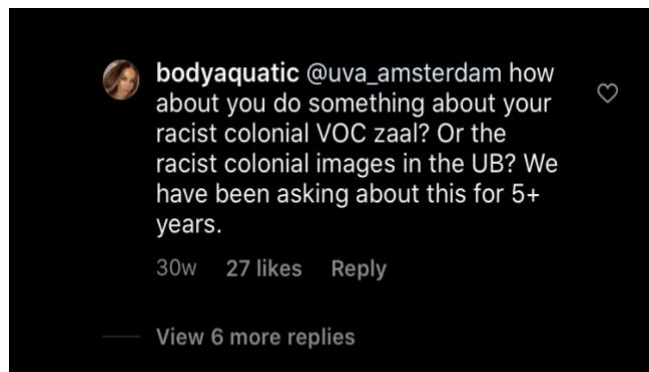 bodyaquatic @uva_amsterdam how
about you do something about your
racist colonial VOC zaal? Or the
racist colonial images in the UB? We
have been asking about this for 5+
years.
30w 27 likes Reply
View 6 more replies